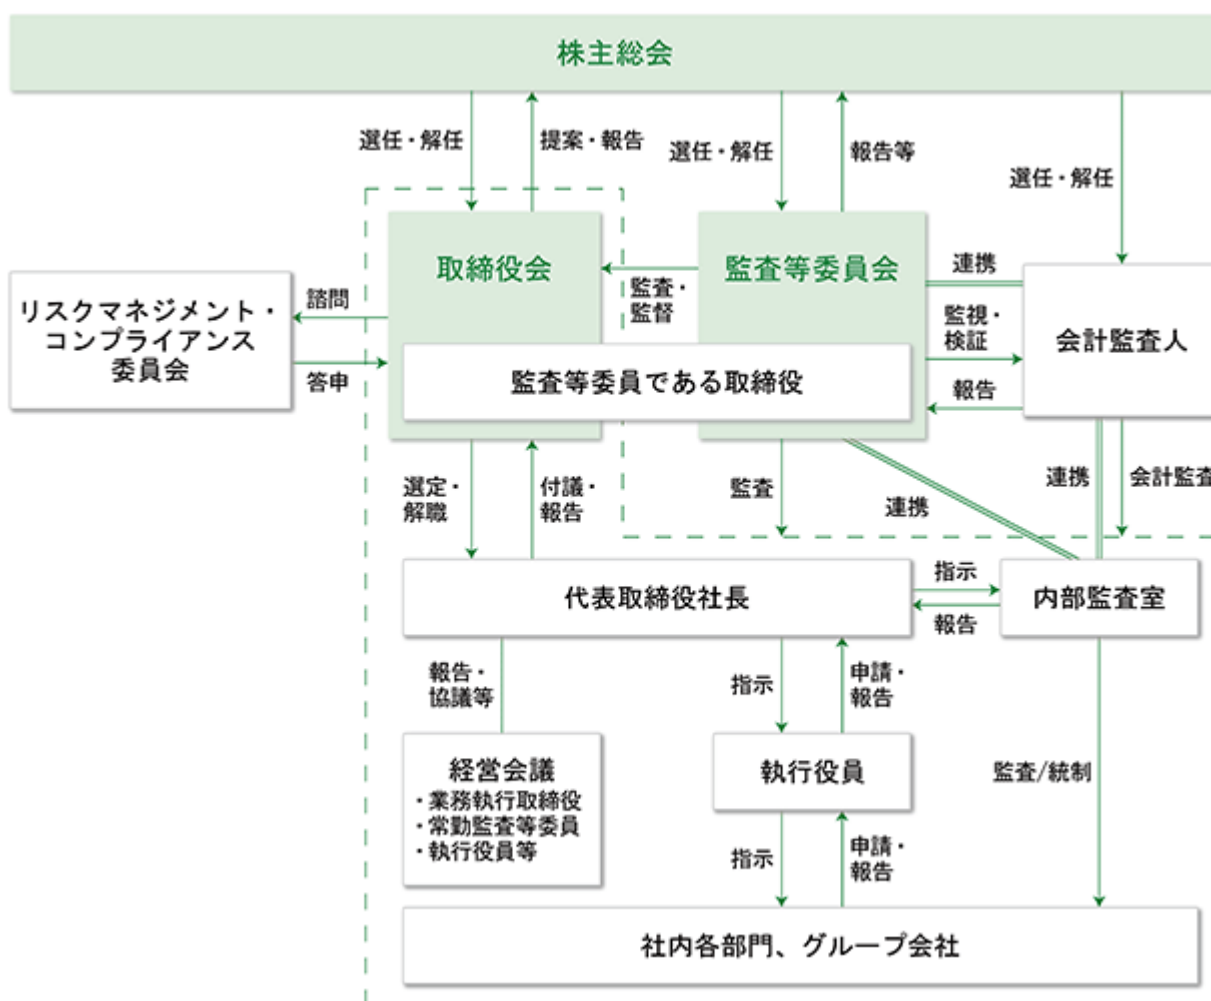 株主総会
選任・解任
提案・報告
選任・解任
報告等
選任・解任
取締役会
監査等委員会
監査・
監督
連携
監視・
検証
報告
会計監査人
リスクマネジメント・
コンプライアンス
委員会
諮問
答申
監査等委員である取締役
選定・
解職
付議・
報告
監査
連携
連携
会計監査
代表取締役社長
指示
報告
内部監査室
報告・
協議等
指示
申請・
報告
経営会議
・業務執行取締役
・常勤監査等委員
・執行役員等
執行役員
監査/統制
指示
申請・
報告
社内各部門、グループ会社